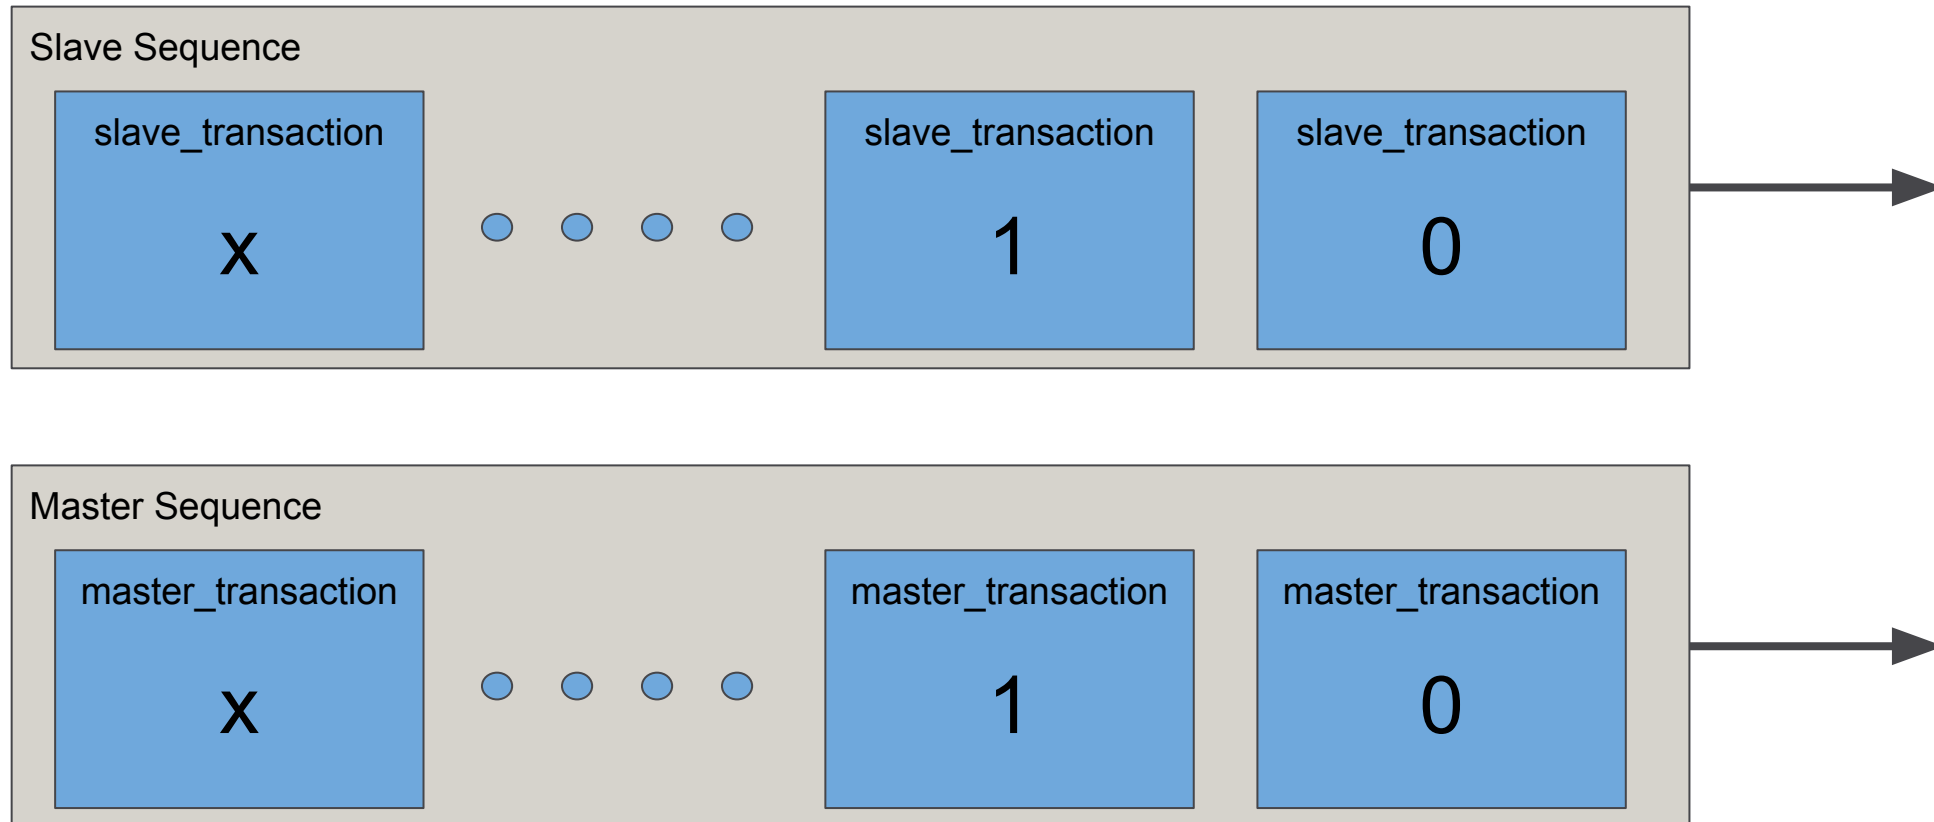 Slave Sequence
slave_transaction slave_transaction slave_transaction
x 1 0
Master Sequence
master_transaction master_transaction master_transaction
x 1 0